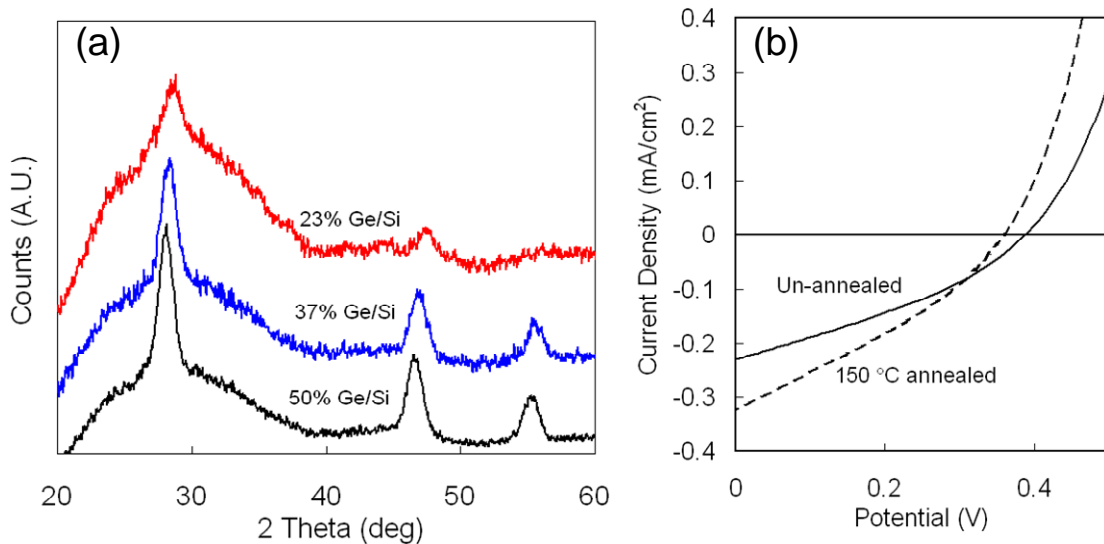 (a)
Counts (A.U.)
23% Ge/Si
37% Ge/Si
50% Ge/Si
20 30 40 50 60
2 Theta (deg)
(b)
Current Density (mA/cm²)
0.4
0.3
0.2
0.1
0
-0.1
-0.2
-0.3
-0.4
Un-annealed
150 °C annealed
0 0.2 0.4
Potential (V)